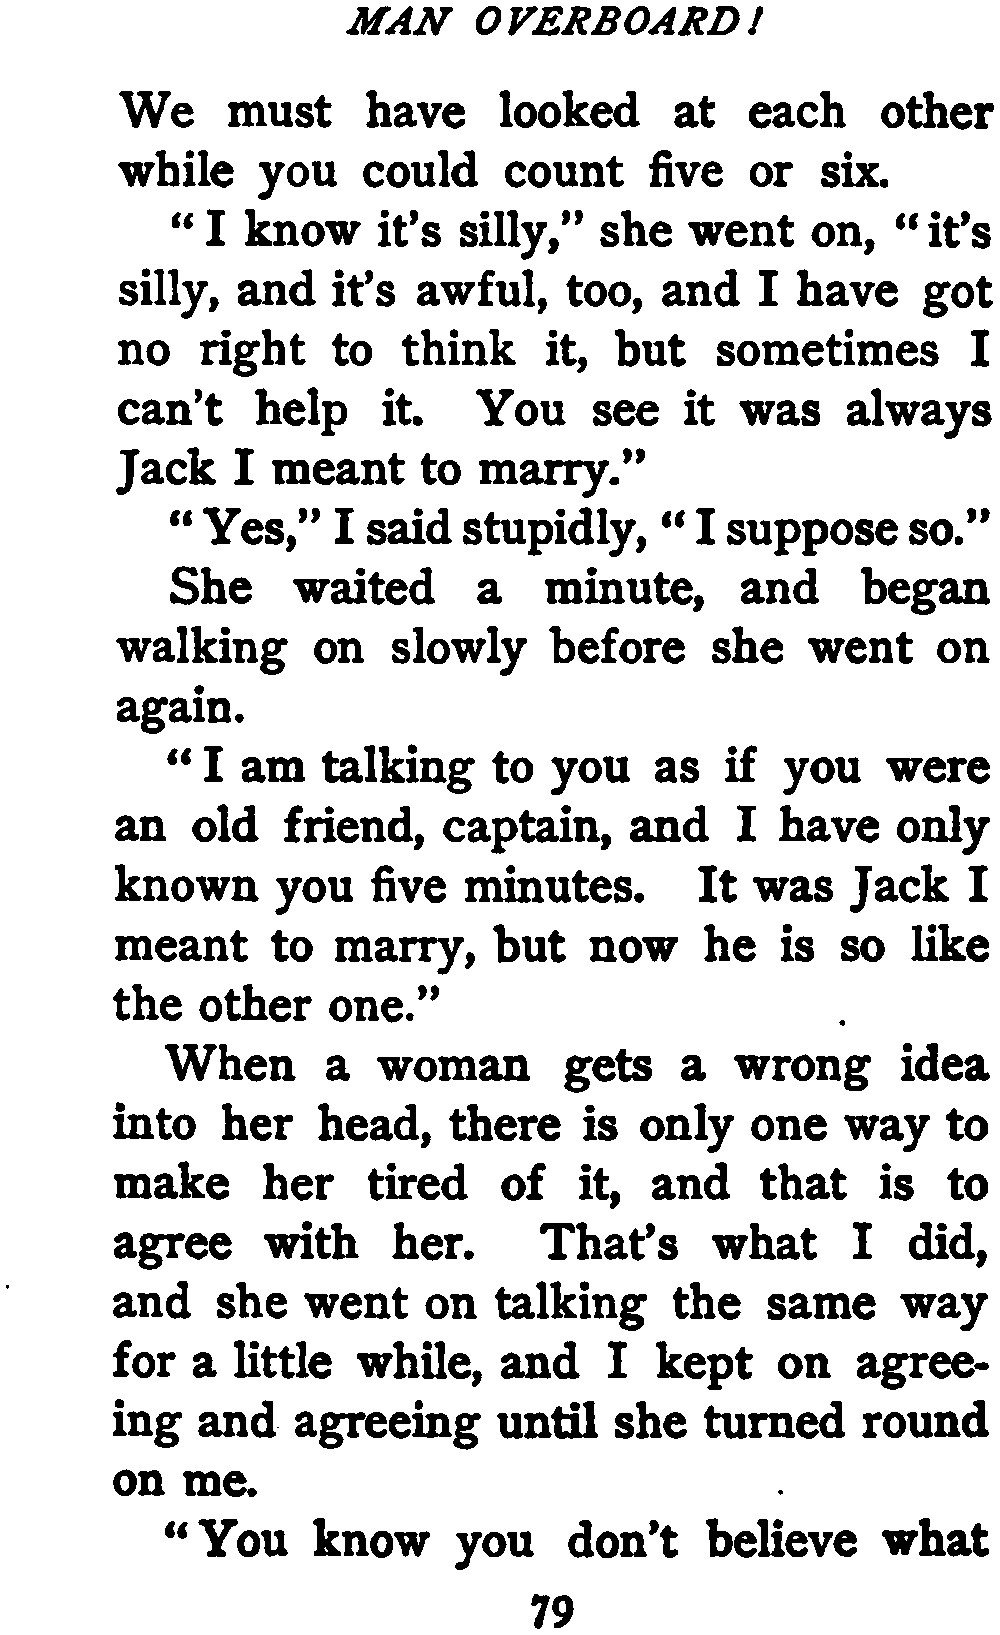 MAN OVERBOARD!
We must have looked at each other
while you could count five or six.
"I know it's silly," she went on, "it's
silly, and it's awful, too, and I have got
no right to think it, but sometimes I
can't help it. You see it was always
Jack I meant to marry."
"Yes," I said stupidly, "I suppose so."
She waited a minute, and began
walking on slowly before she went on
again.
"I am talking to you as if you were
an old friend, captain, and I have only
known you five minutes. It was Jack I
meant to marry, but now he is so like
the other one."
When a woman gets a wrong idea
into her head, there is only one way to
make her tired of it, and that is to
agree with her. That's what I did,
and she went on talking the same way
for a little while, and I kept on agree-
ing and agreeing until she turned round
on me.
"You know you don't believe what
79